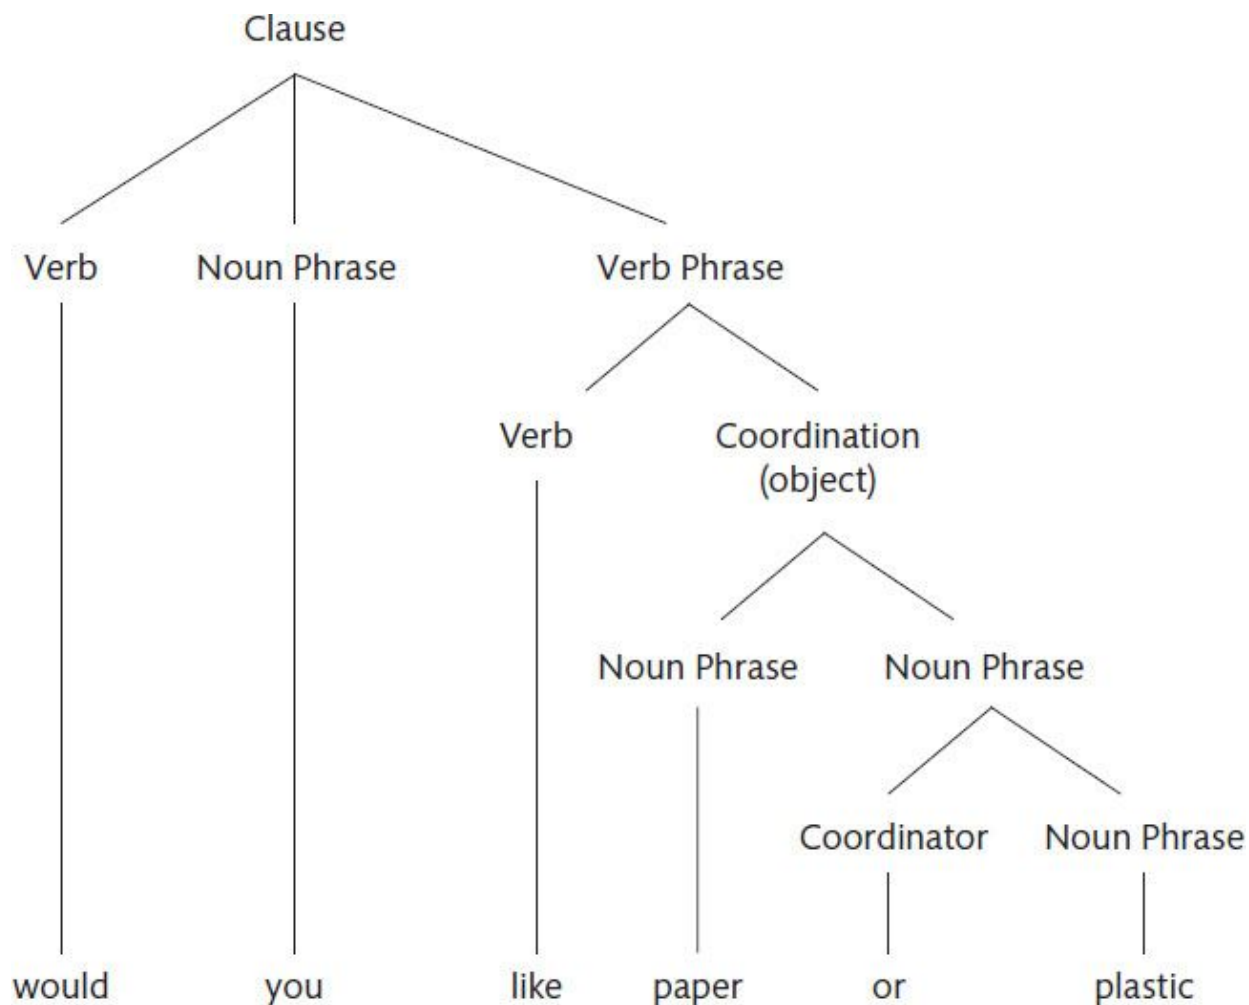 Clause
Verb Noun Phrase Verb Phrase
Verb Coordination
(object)
Noun Phrase Noun Phrase
Coordinator Noun Phrase
would you like paper or plastic